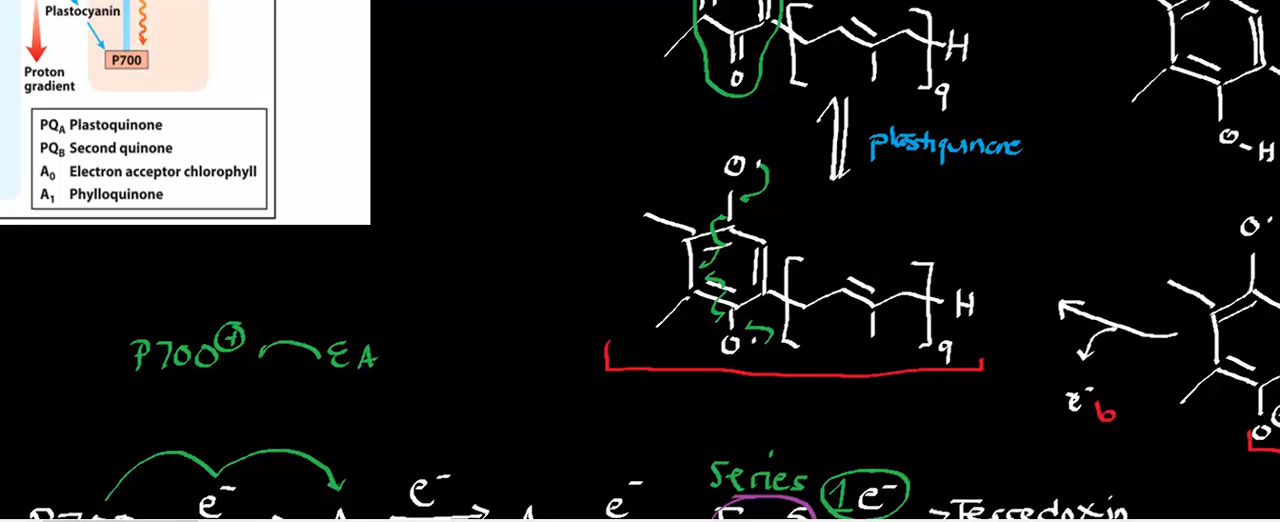 Plastocyanin
P700
Proton
gradient
PQA Plastoquinone
PQB Second quinone
A0 Electron acceptor chlorophyll
A1 Phylloquinone
O
H
9
plastiquinone
O-H
O·
H
O·
9
O·
e- b
O
P700+ EA
e- e- e-
Series 1e-
Ferredoxin